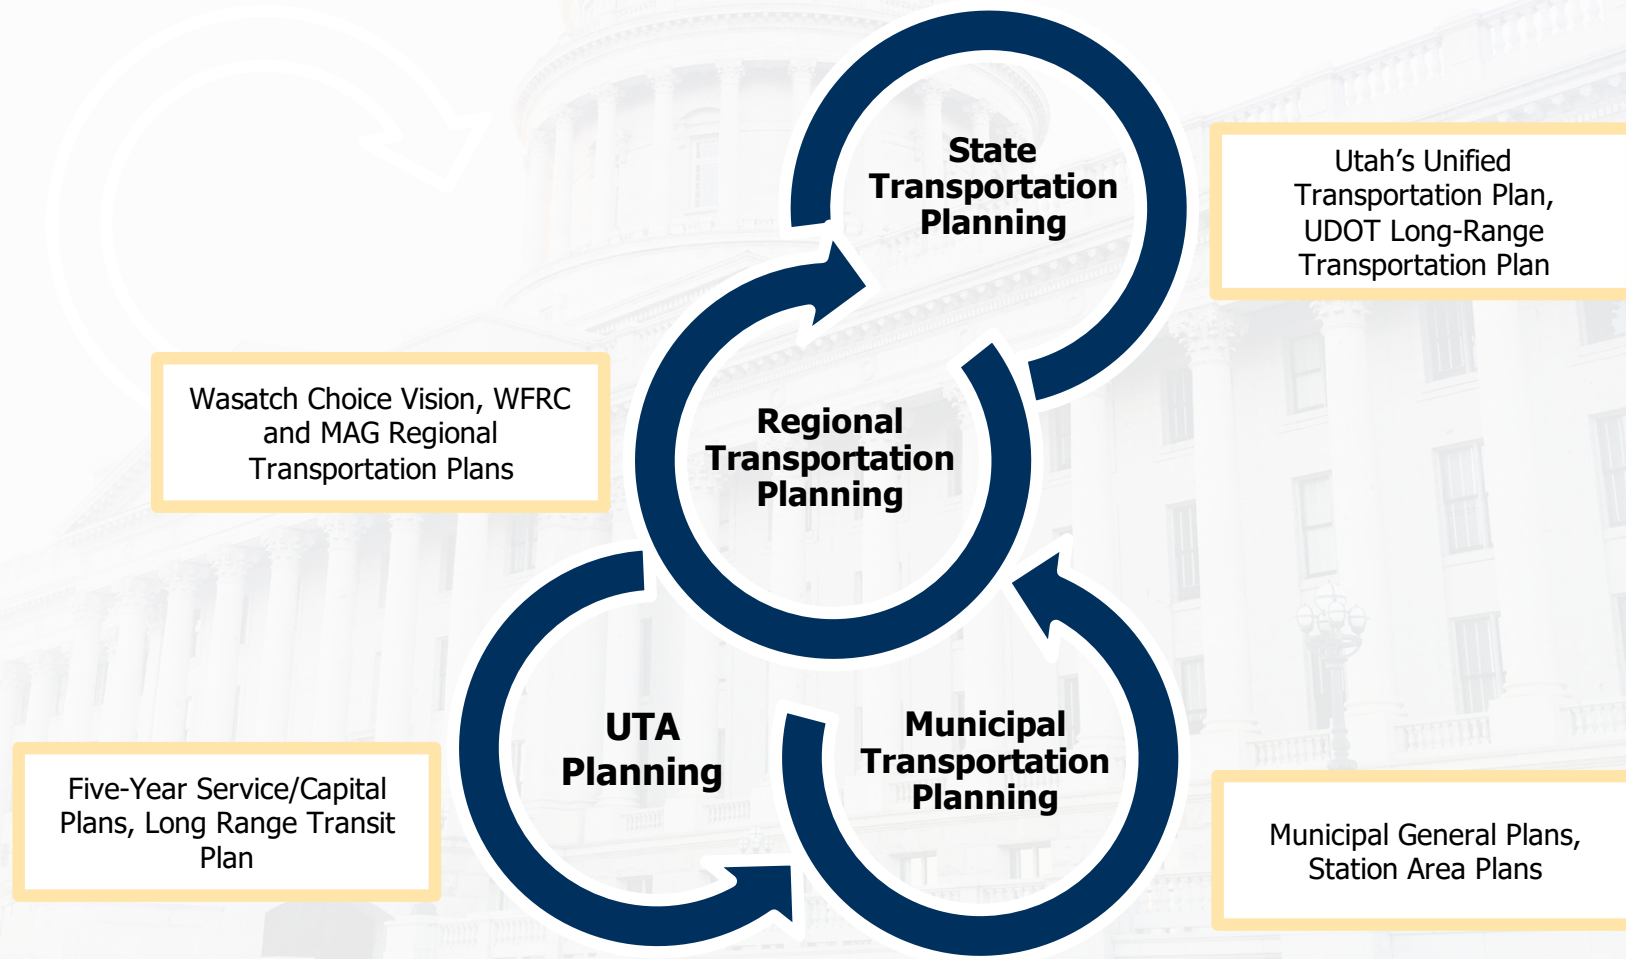 State
Transportation
Planning
Utah’s Unified
Transportation Plan,
UDOT Long-Range
Transportation Plan
Wasatch Choice Vision, WFRC
and MAG Regional
Transportation Plans
Regional
Transportation
Planning
UTA
Planning
Municipal
Transportation
Planning
Five-Year Service/Capital
Plans, Long Range Transit
Plan
Municipal General Plans,
Station Area Plans